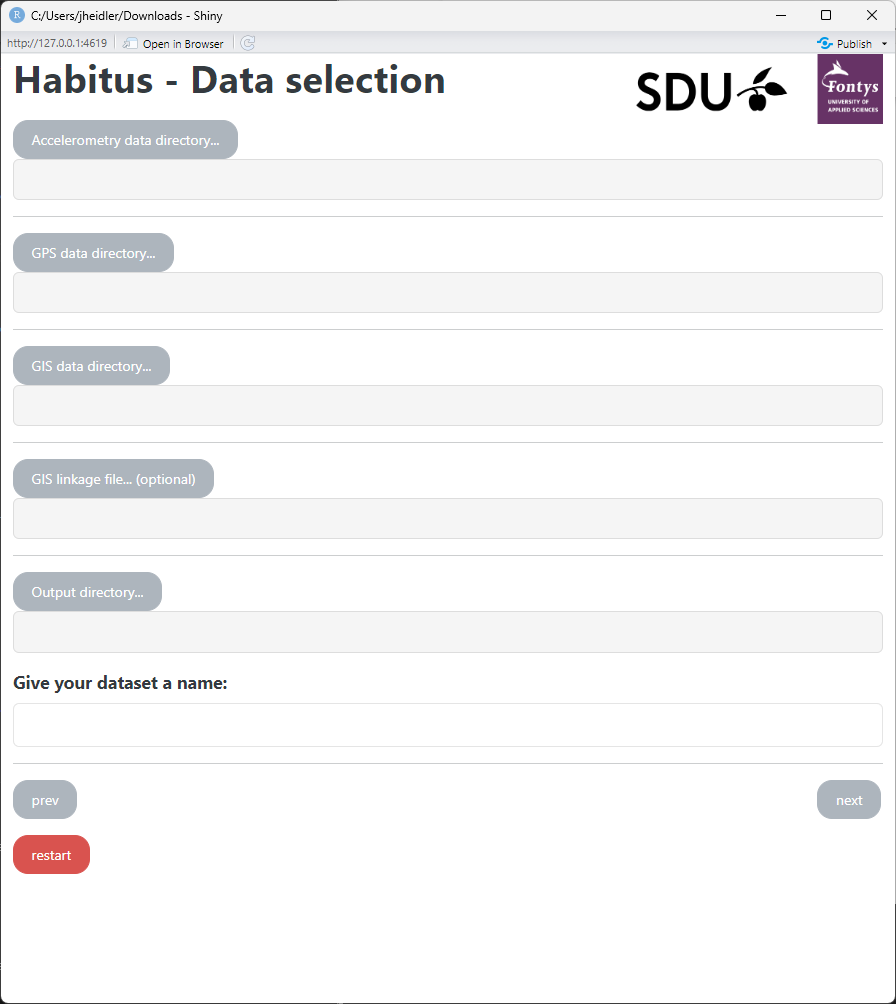 C:/Users/jheidler/Downloads - Shiny
http://127.0.0.1:4619 Open in Browser Publish
Habitus - Data selection
SDU
Fontys
UNIVERSITY OF
APPLIED SCIENCES
Accelerometry data directory...
GPS data directory...
GIS data directory...
GIS linkage file... (optional)
Output directory...
Give your dataset a name:
prev next
restart